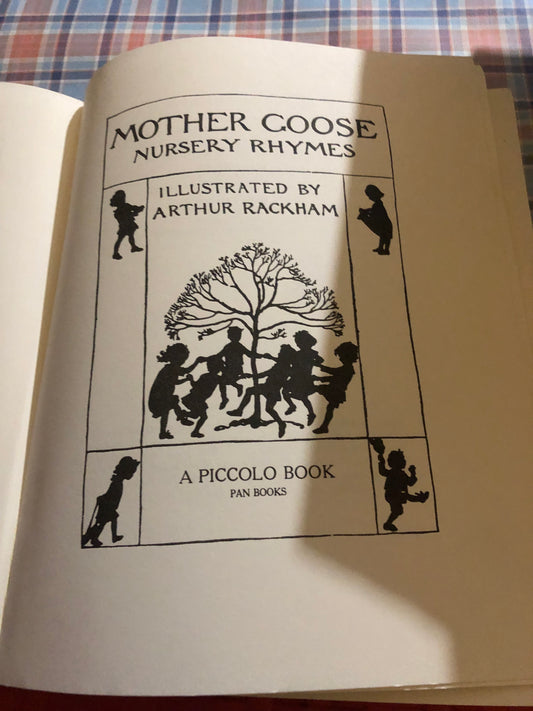 MOTHER GOOSE
NURSERY RHYMES
ILLUSTRATED BY
ARTHUR RACKHAM
A PICCOLO BOOK
PAN BOOKS